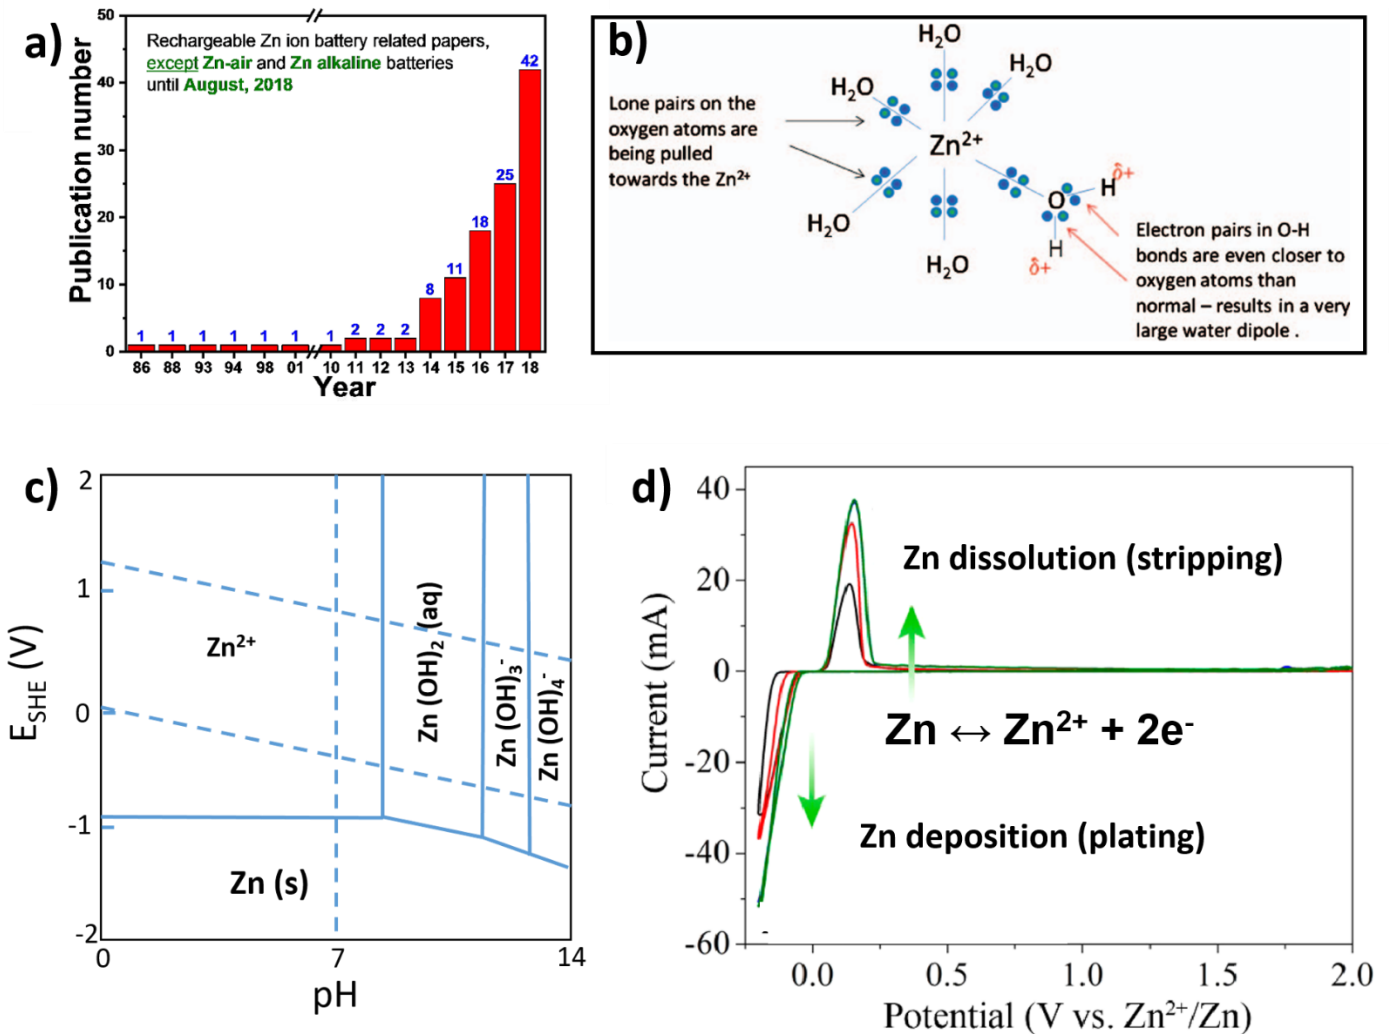 a)
Rechargeable Zn ion battery related papers,
except Zn-air and Zn alkaline batteries
until August, 2018
Publication number
50
40
30
20
10
0
1
1
1
1
1
1
1
2
2
2
8
11
18
25
42
86 88 93 94 98 01 10 11 12 13 14 15 16 17 18
Year
b)
Lone pairs on the
oxygen atoms are
being pulled
towards the Zn²⁺
H₂O
H₂O
H₂O
Zn²⁺
H₂O
H₂O
O
H
δ+
H
δ+
Electron pairs in O-H
bonds are even closer to
oxygen atoms than
normal – results in a very
large water dipole .
c)
E_SHE (V)
2
1
0
-1
-2
Zn²⁺
Zn (OH)₂ (aq)
Zn (OH)₃⁻
Zn (OH)₄⁻
Zn (s)
0
7
14
pH
d)
Current (mA)
40
20
0
-20
-40
-60
Zn dissolution (stripping)
Zn ↔ Zn²⁺ + 2e⁻
Zn deposition (plating)
0.0 0.5 1.0 1.5 2.0
Potential (V vs. Zn²⁺/Zn)